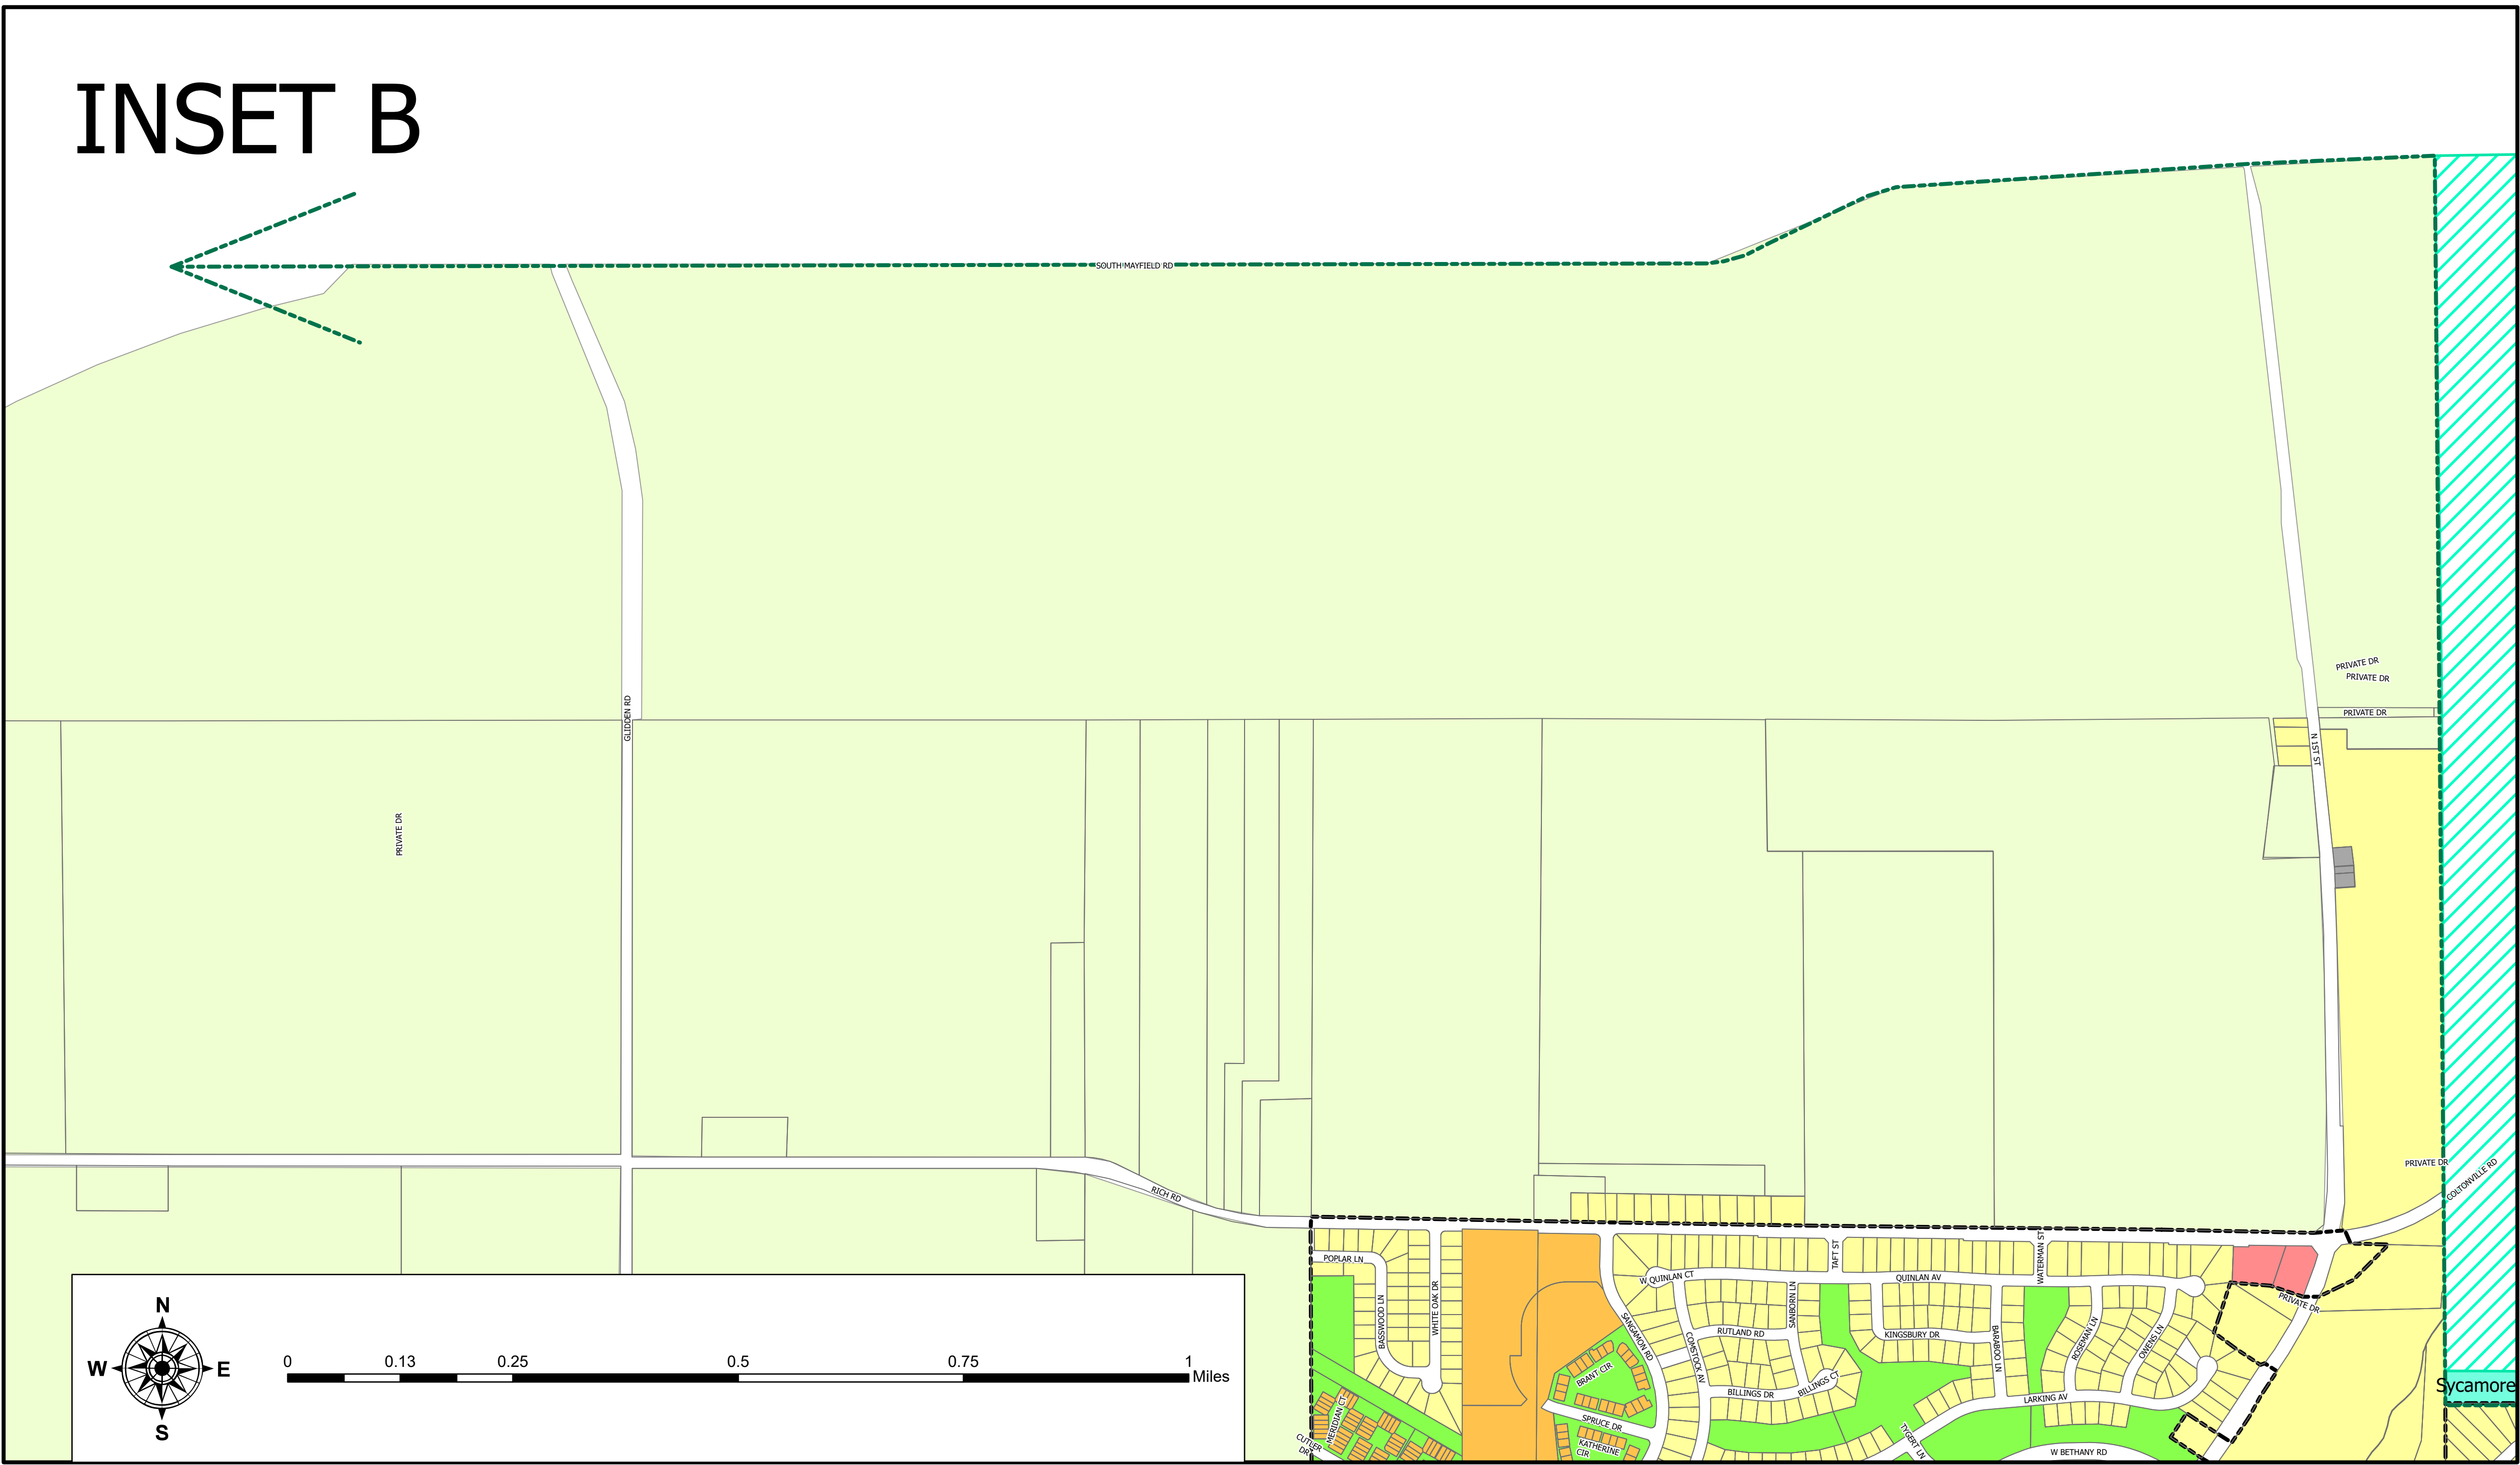 INSET B
SOUTH MAYFIELD RD
PRIVATE DR
PRIVATE DR
GLIDDEN RD
PRIVATE DR
N 1ST ST
PRIVATE DR
PRIVATE DR
COLTONVILLE RD
RICH RD
POPLAR LN
TAFT ST
WATERMAN ST
W QUINLAN CT
QUINLAN AV
BASSWOOD LN
WHITE OAK DR
SANGAMON RD
COMSTOCK AV
SANBORN LN
RUTLAND RD
KINGSBURY DR
BARABOO LN
ROSEMAN LN
OWENS LN
PRIVATE DR
BRANT CIR
BILLINGS DR
BILLINGS CT
LARKING AV
Sycamore
MERIDIAN CT
CUTLER
DR
SPRUCE DR
KATHERINE
CIR
TYGERT LN
W BETHANY RD
N
W
E
S
0
0.13
0.25
0.5
0.75
1
Miles